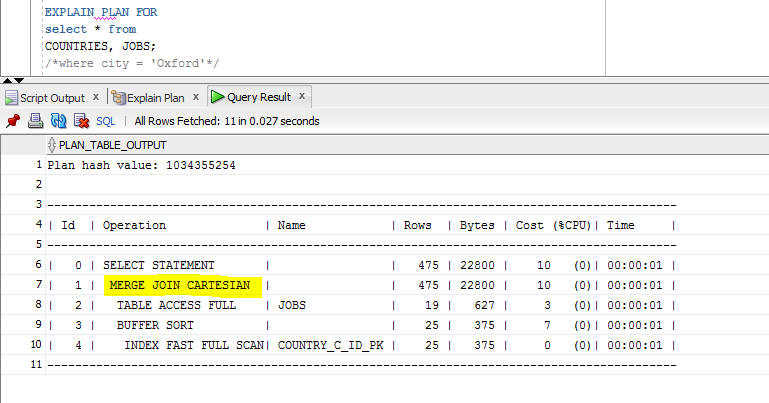 EXPLAIN PLAN FOR
select * from
COUNTRIES, JOBS;
/*where city = 'Oxford'*/
Script Output x Explain Plan x Query Result x
SQL All Rows Fetched: 11 in 0.027 seconds
PLAN_TABLE_OUTPUT
1 Plan hash value: 1034355254
2
3 --------------------------------------------------------------------------------------
4 | Id | Operation | Name | Rows | Bytes | Cost (%CPU)| Time |
5 --------------------------------------------------------------------------------------
6 | 0 | SELECT STATEMENT | | 475 | 22800 | 10 (0)| 00:00:01 |
7 | 1 | MERGE JOIN CARTESIAN | | 475 | 22800 | 10 (0)| 00:00:01 |
8 | 2 | TABLE ACCESS FULL | JOBS | 19 | 627 | 3 (0)| 00:00:01 |
9 | 3 | BUFFER SORT | | 25 | 375 | 7 (0)| 00:00:01 |
10 | 4 | INDEX FAST FULL SCAN| COUNTRY_C_ID_PK | 25 | 375 | 0 (0)| 00:00:01 |
11 --------------------------------------------------------------------------------------